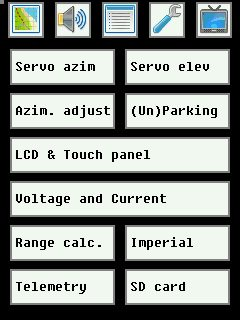 Servo azim
Servo elev
Azim. adjust
(Un)Parking
LCD & Touch panel
Voltage and Current
Range calc.
Imperial
Telemetry
SD card